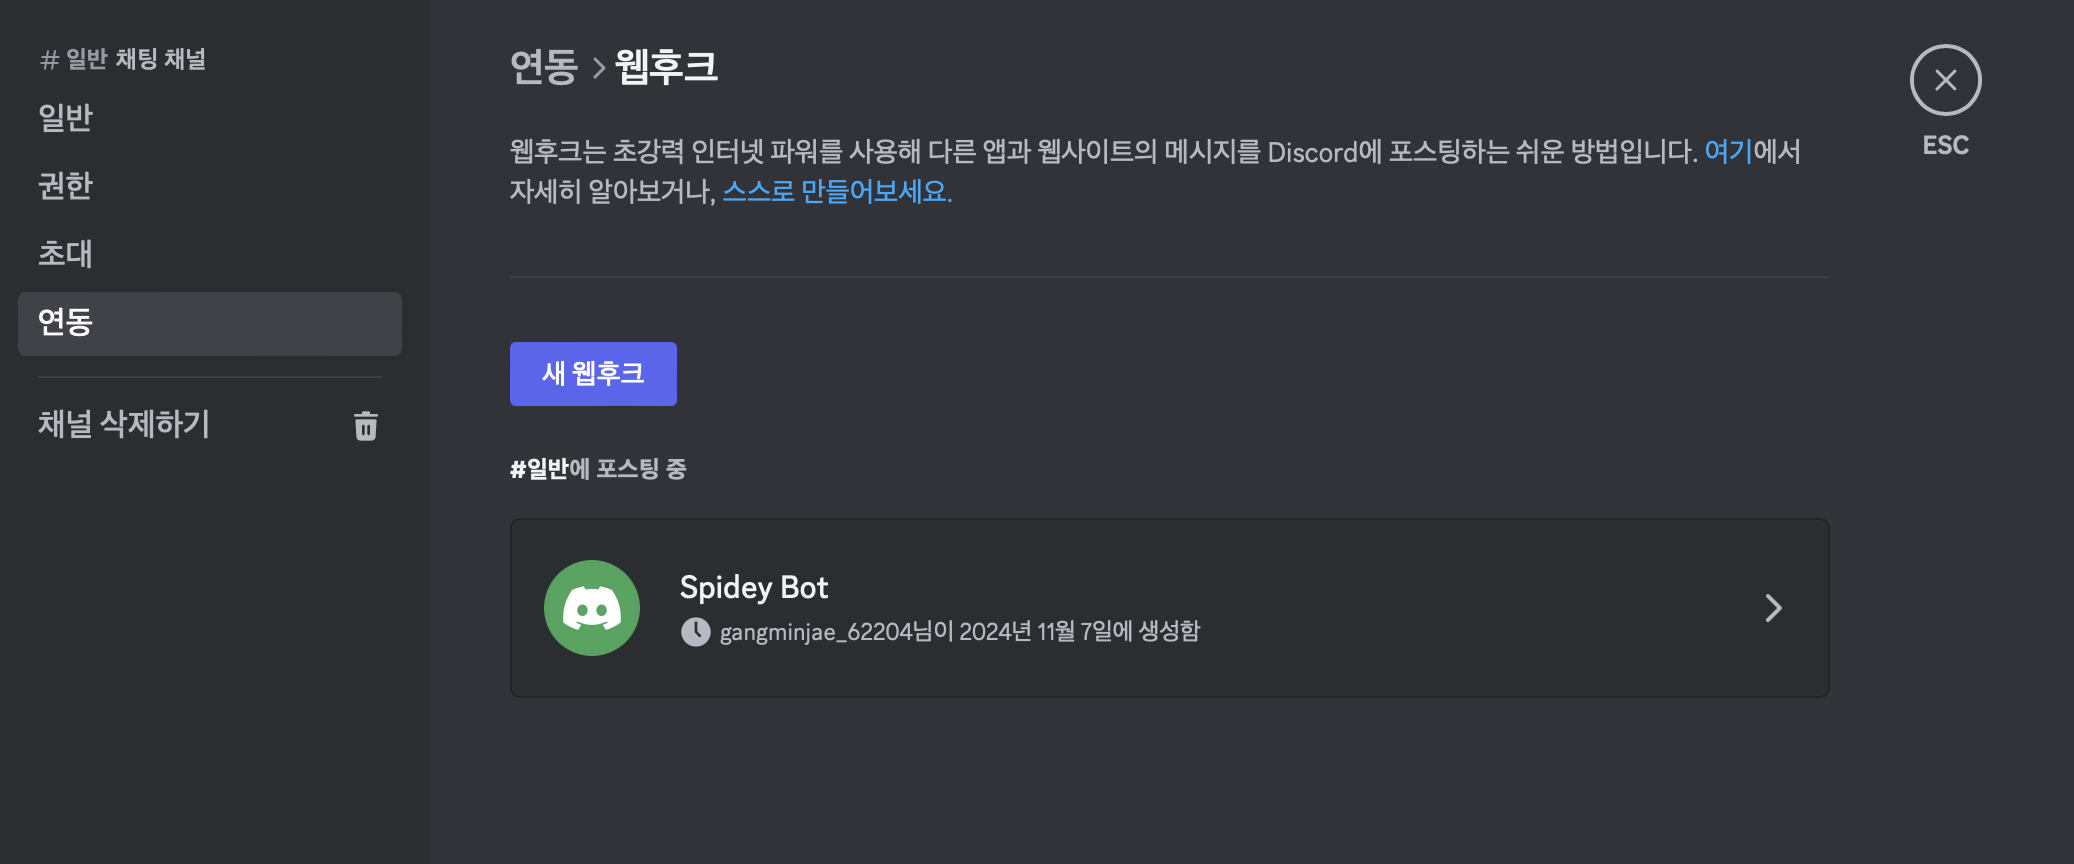 # 일반 채팅 채널
일반
권한
초대
연동
채널 삭제하기
연동 > 웹후크
웹후크는 초강력 인터넷 파워를 사용해 다른 앱과 웹사이트의 메시지를 Discord에 포스팅하는 쉬운 방법입니다. 여기에서
자세히 알아보거나, 스스로 만들어보세요.
새 웹후크
#일반에 포스팅 중
Spidey Bot
gangminjae_62204님이 2024년 11월 7일에 생성함
ESC